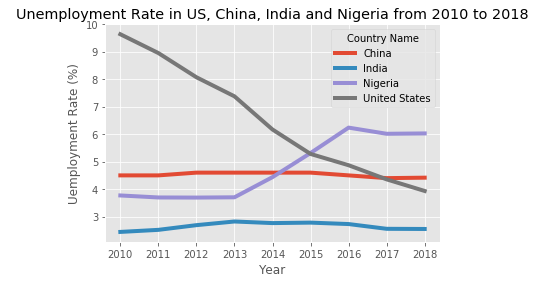 Unemployment Rate in US, China, India and Nigeria from 2010 to 2018
Uemployment Rate (%)
10
9
8
7
6
5
4
3
Country Name
China
India
Nigeria
United States
2010 2011 2012 2013 2014 2015 2016 2017 2018
Year